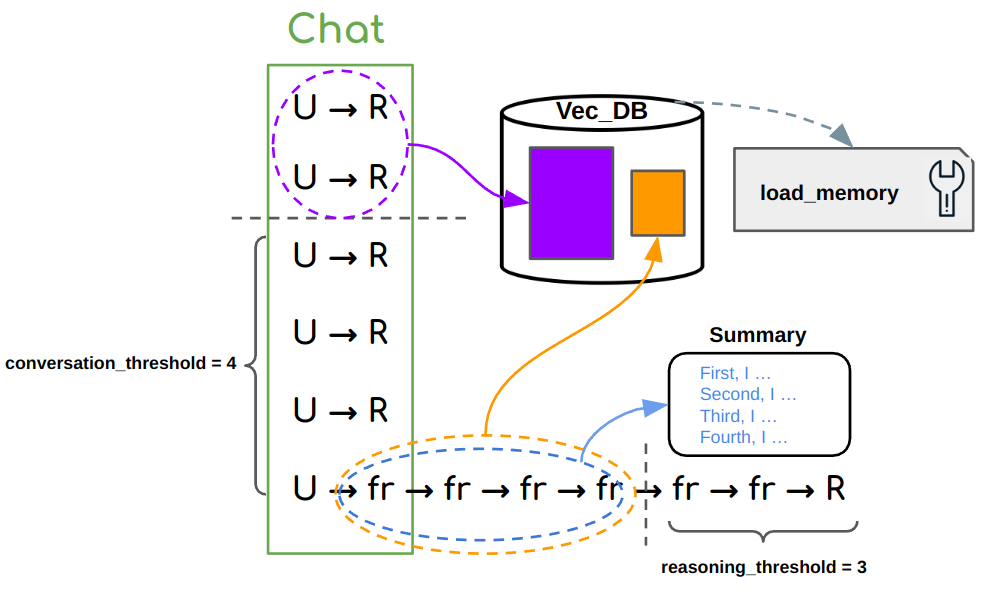 Chat
U → R
Vec_DB
U → R
load_memory
U → R
U → R
Summary
conversation_threshold = 4
First, I ...
Second, I ...
Third, I ...
Fourth, I ...
U → R
U → fr → fr → fr → fr → fr → fr → R
reasoning_threshold = 3